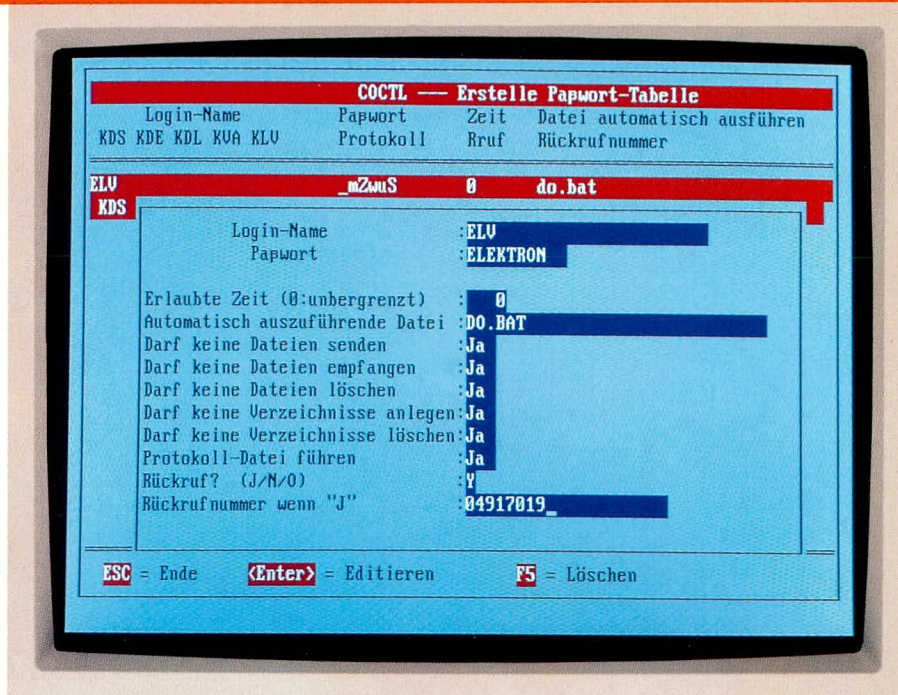 COCTL --- Erstelle Paßwort-Tabelle
Login-Name Paßwort Zeit Datei automatisch ausführen
KDS KDE KDL KVA KLV Protokoll Rruf Rückrufnummer
ELV _mZwuS 0 do.bat
KDS
Login-Name :ELV
Paßwort :ELEKTRON
Erlaubte Zeit (0:unbergrenzt) : 0
Automatisch auszuführende Datei :DO.BAT
Darf keine Dateien senden :Ja
Darf keine Dateien empfangen :Ja
Darf keine Dateien löschen :Ja
Darf keine Verzeichnisse anlegen:Ja
Darf keine Verzeichnisse löschen:Ja
Protokoll-Datei führen :Ja
Rückruf? (J/N/O) :Y
Rückrufnummer wenn "J" :04917019_
ESC = Ende <Enter> = Editieren F5 = Löschen